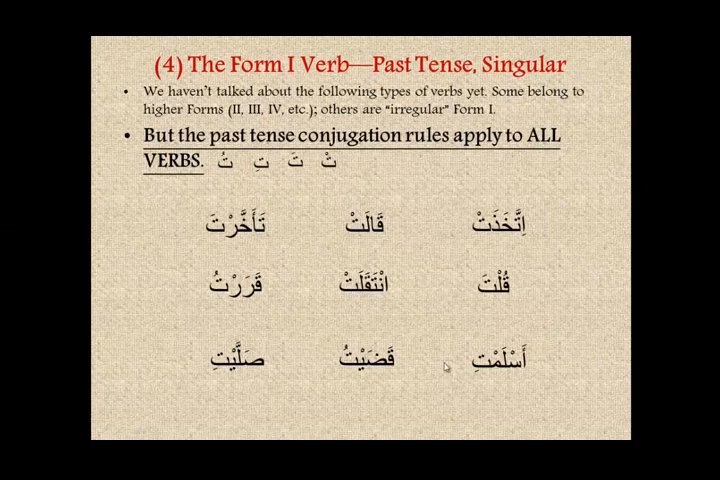 (4) The Form I Verb—Past Tense, Singular
• We haven't talked about the following types of verbs yet. Some belong to
higher Forms (II, III, IV, etc.); others are "irregular" Form I.
• But the past tense conjugation rules apply to ALL
VERBS. تُ تِ تَ تْ
تَأَخَّرْتَ قَالَتْ اِتَّخَذَتْ
قَرَرْتُ انْتَقَلَتْ قُلْتَ
صَلَّيْتِ قَضَيْتُ أَسْلَمْتِ